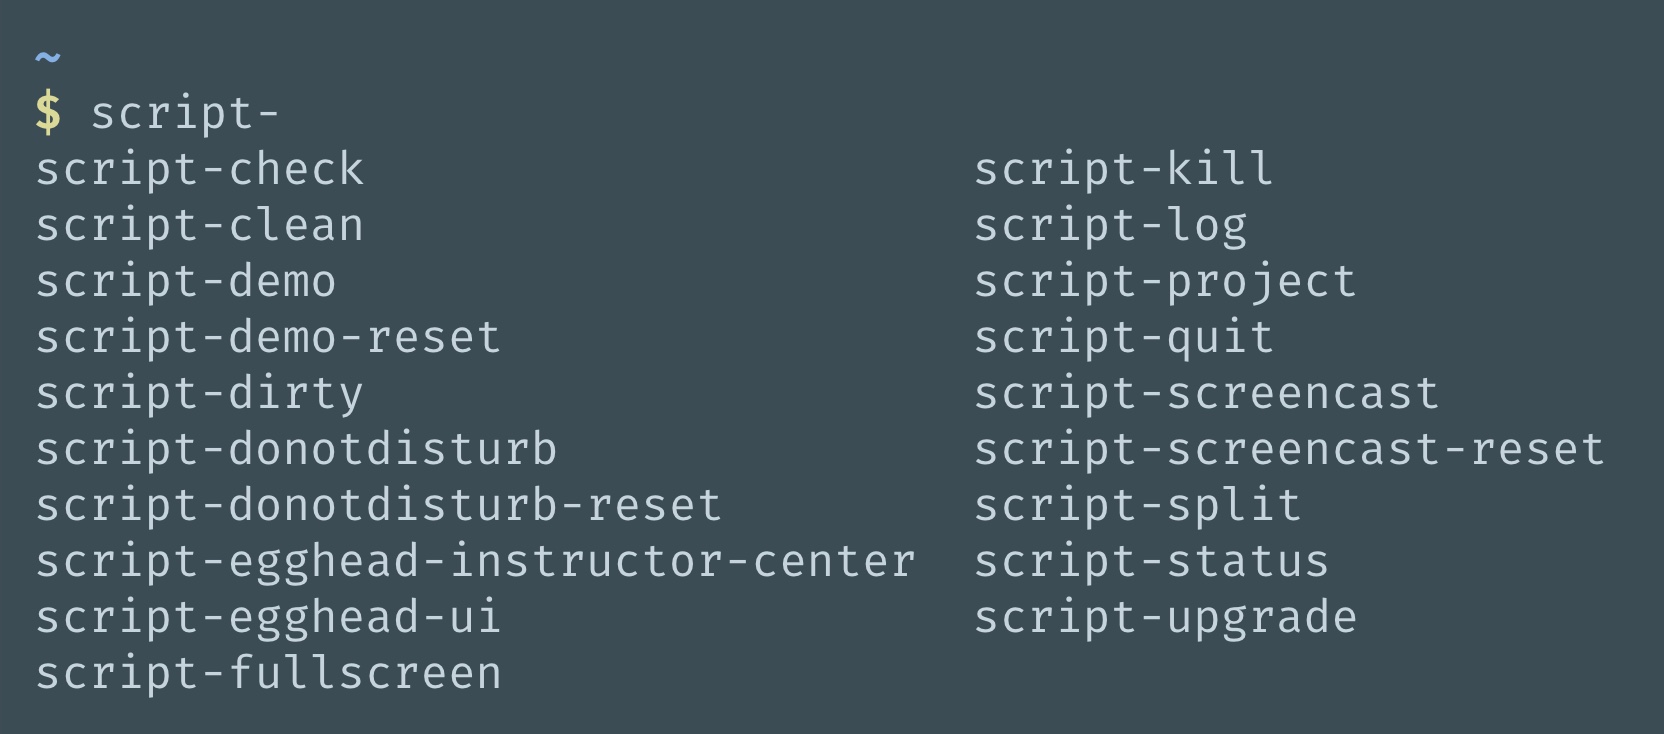 ~
$ script-
script-check script-kill
script-clean script-log
script-demo script-project
script-demo-reset script-quit
script-dirty script-screencast
script-donotdisturb script-screencast-reset
script-donotdisturb-reset script-split
script-egghead-instructor-center script-status
script-egghead-ui script-upgrade
script-fullscreen